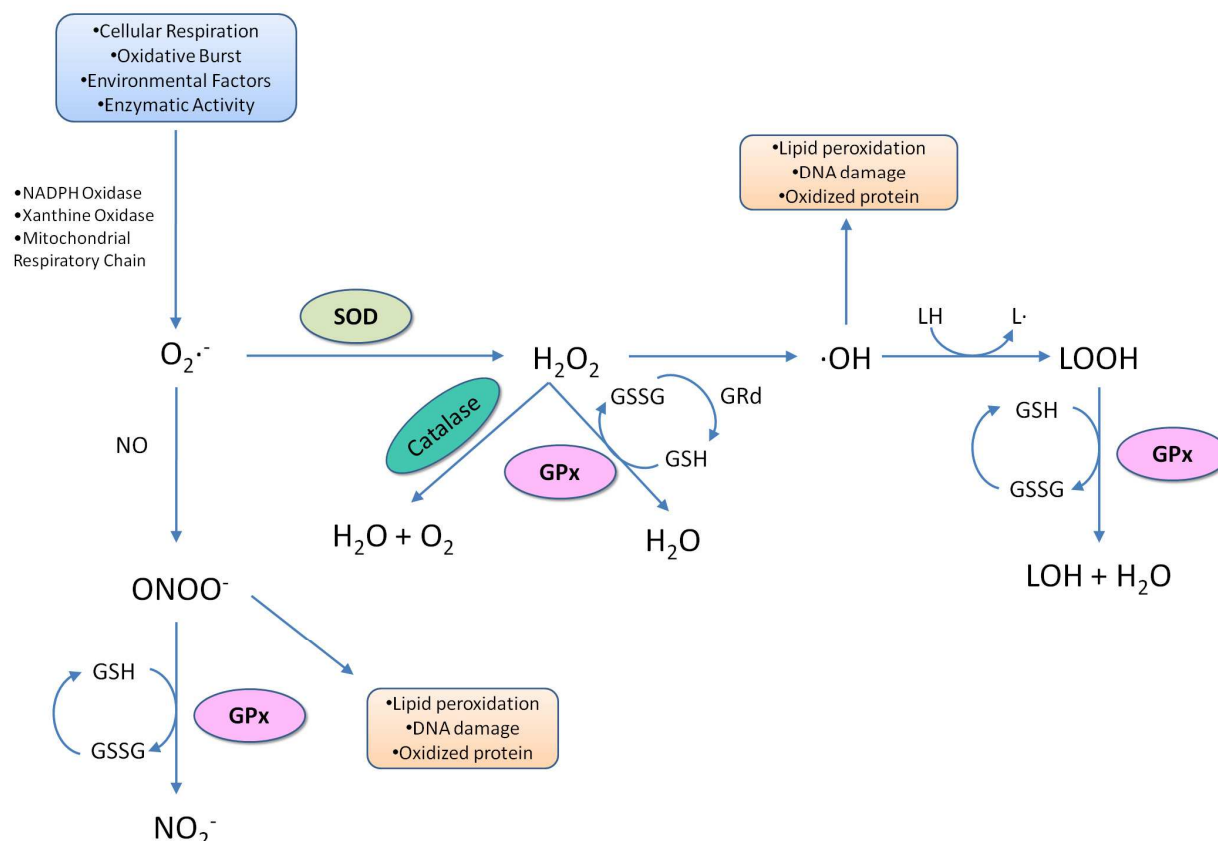 •Cellular Respiration
•Oxidative Burst
•Environmental Factors
•Enzymatic Activity
•NADPH Oxidase
•Xanthine Oxidase
•Mitochondrial
Respiratory Chain
•Lipid peroxidation
•DNA damage
•Oxidized protein
SOD
LH
L·
O₂·⁻
H₂O₂
·OH
LOOH
Catalase
GSSG
GRd
GSH
GPx
GSH
GSSG
GPx
NO
H₂O + O₂
H₂O
LOH + H₂O
ONOO⁻
GSH
GSSG
GPx
•Lipid peroxidation
•DNA damage
•Oxidized protein
NO₂⁻